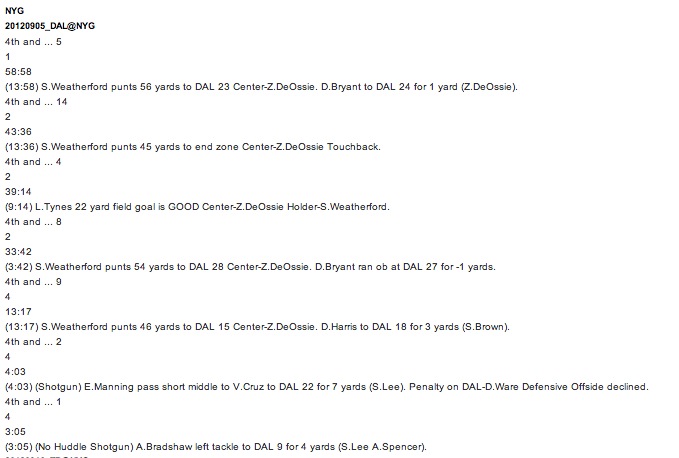 NYG
20120905_DAL@NYG
4th and ... 5
1
58:58
(13:58) S.Weatherford punts 56 yards to DAL 23 Center-Z.DeOssie. D.Bryant to DAL 24 for 1 yard (Z.DeOssie).
4th and ... 14
2
43:36
(13:36) S.Weatherford punts 45 yards to end zone Center-Z.DeOssie Touchback.
4th and ... 4
2
39:14
(9:14) L.Tynes 22 yard field goal is GOOD Center-Z.DeOssie Holder-S.Weatherford.
4th and ... 8
2
33:42
(3:42) S.Weatherford punts 54 yards to DAL 28 Center-Z.DeOssie. D.Bryant ran ob at DAL 27 for -1 yards.
4th and ... 9
4
13:17
(13:17) S.Weatherford punts 46 yards to DAL 15 Center-Z.DeOssie. D.Harris to DAL 18 for 3 yards (S.Brown).
4th and ... 2
4
4:03
(4:03) (Shotgun) E.Manning pass short middle to V.Cruz to DAL 22 for 7 yards (S.Lee). Penalty on DAL-D.Ware Defensive Offside declined.
4th and ... 1
4
3:05
(3:05) (No Huddle Shotgun) A.Bradshaw left tackle to DAL 9 for 4 yards (S.Lee A.Spencer).